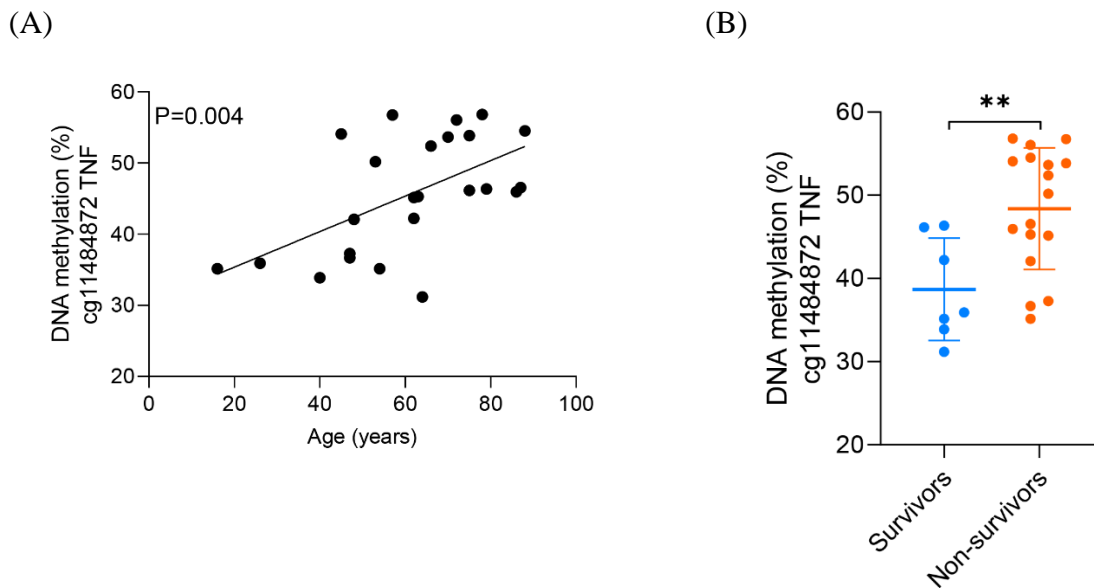 (A)
P=0.004
DNA methylation (%)
cg11484872 TNF
60
50
40
30
20
0
20
40
60
80
100
Age (years)
(B)
**
DNA methylation (%)
cg11484872 TNF
60
50
40
30
20
Survivors
Non-survivors